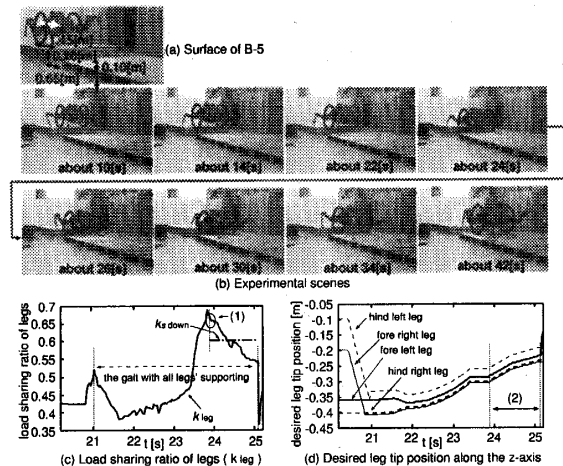 (a) Surface of B-5
0.10[m]
0.65[m]
about 10[s]
about 14[s]
about 22[s]
about 24[s]
about 26[s]
about 30[s]
about 34[s]
about 42[s]
(b) Experimental scenes
load sharing ratio of legs
0.7
0.65
0.6
0.55
0.5
0.45
0.4
0.35
(1)
ks down
the gait with all legs' supporting
k leg
21 22 23 24 25
t [s]
(c) Load sharing ratio of legs ( k leg )
desired leg tip position [m]
-0.05
-0.1
-0.15
-0.2
-0.25
-0.3
-0.35
-0.4
-0.45
hind left leg
fore right leg
fore left leg
hind right leg
(2)
21 22 23 24 25
t [s]
(d) Desired leg tip position along the z-axis